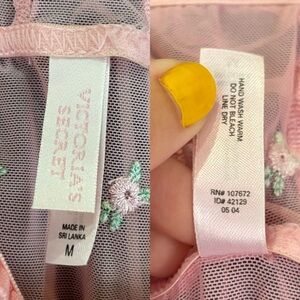 VICTORIA'S
SECRET
MADE IN
SRI LANKA
M
HAND WASH WARM
DO NOT BLEACH
LINE DRY
RN# 107672
ID# 42129
05 04